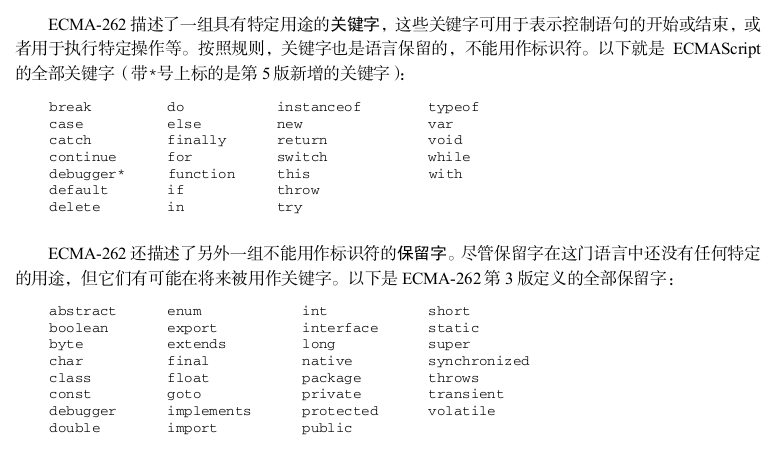 ECMA-262 描述了一组具有特定用途的关键字，这些关键字可用于表示控制语句的开始或结束，或
者用于执行特定操作等。按照规则，关键字也是语言保留的，不能用作标识符。以下就是 ECMAScript
的全部关键字（带*号上标的是第 5 版新增的关键字）：
break do instanceof typeof
case else new var
catch finally return void
continue for switch while
debugger* function this with
default if throw
delete in try
ECMA-262 还描述了另外一组不能用作标识符的保留字。尽管保留字在这门语言中还没有任何特定
的用途，但它们有可能在将来被用作关键字。以下是 ECMA-262 第 3 版定义的全部保留字：
abstract enum int short
boolean export interface static
byte extends long super
char final native synchronized
class float package throws
const goto private transient
debugger implements protected volatile
double import public